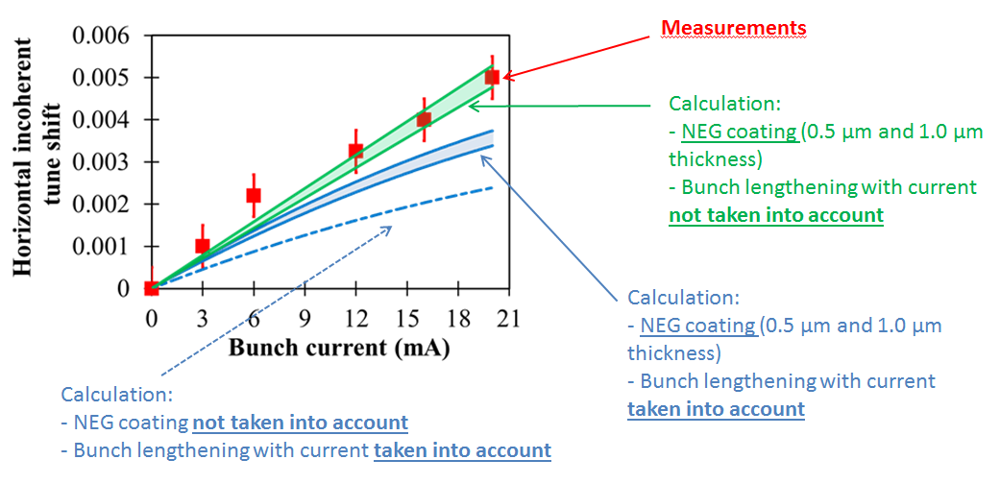 Horizontal incoherent
tune shift
0.006
0.005
0.004
0.003
0.002
0.001
0
0 3 6 9 12 15 18 21
Bunch current (mA)
Measurements
Calculation:
- NEG coating (0.5 µm and 1.0 µm
thickness)
- Bunch lengthening with current
not taken into account
Calculation:
- NEG coating (0.5 µm and 1.0 µm
thickness)
- Bunch lengthening with current
taken into account
Calculation:
- NEG coating not taken into account
- Bunch lengthening with current taken into account